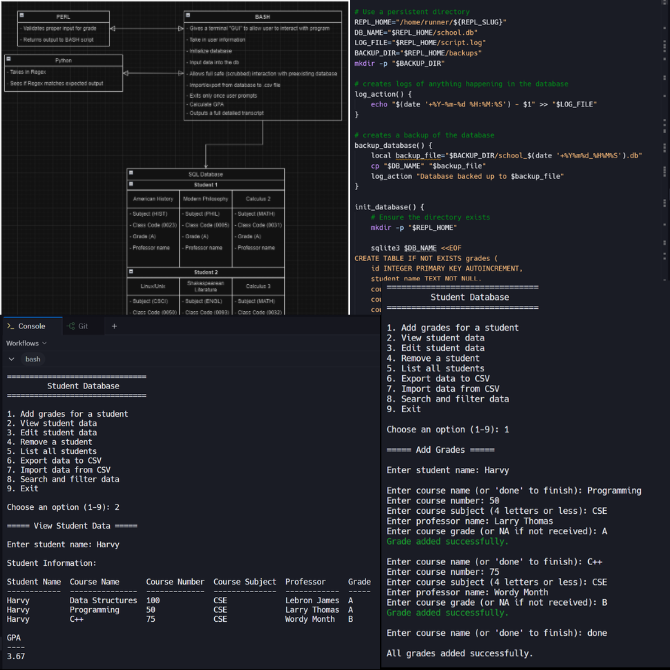 PERL
- Validates proper input for grade
- Returns output to BASH script
Python
- Takes in Regex
- Sees if Regex matches expected output
BASH
- Gives a terminal "GUI" to allow user to interact with program
- Take in user information
- Initialize database
- Input data into the db
- Allows full safe (scrubbed) interaction with preexisting database
- Import/export from database to .csv file
- Exits only once user prompts
- Calculate GPA
- Outputs a full detailed transcript
SQL Database
Student 1
American History
Modern Philosophy
Calculus 2
- Subject (HIST)
- Subject (PHIL)
- Subject (MATH)
- Class Code (0023)
- Class Code (0085)
- Class Code (0031)
- Grade (A)
- Grade (A)
- Grade (A)
- Professor name
- Professor name
- Professor name
Student 2
Linux/Unix
Shakespearean Literature
Calculus 3
- Subject (CSCI)
- Subject (ENGL)
- Subject (MATH)
- Class Code (0050)
- Class Code (0093)
- Class Code (0032)
# Use a persistent directory
REPL_HOME="/home/runner/${REPL_SLUG}"
DB_NAME="$REPL_HOME/school.db"
LOG_FILE="$REPL_HOME/script.log"
BACKUP_DIR="$REPL_HOME/backups"
mkdir -p "$BACKUP_DIR"
# creates logs of anything happening in the database
log_action() {
echo "$(date '+%Y-%m-%d %H:%M:%S') - $1" >> "$LOG_FILE"
}
# creates a backup of the database
backup_database() {
local backup_file="$BACKUP_DIR/school_$(date '+%Y%m%d_%H%M%S').db"
cp "$DB_NAME" "$backup_file"
log_action "Database backed up to $backup_file"
}
init_database() {
# Ensure the directory exists
mkdir -p "$REPL_HOME"
sqlite3 $DB_NAME <<EOF
CREATE TABLE IF NOT EXISTS grades (
id INTEGER PRIMARY KEY AUTOINCREMENT,
student_name TEXT NOT NULL,
Console
Git
+
Workflows
bash
===============================
Student Database
===============================
1. Add grades for a student
2. View student data
3. Edit student data
4. Remove a student
5. List all students
6. Export data to CSV
7. Import data from CSV
8. Search and filter data
9. Exit
Choose an option (1-9): 2
===== View Student Data =====
Enter student name: Harvy
Student Information:
Student Name Course Name Course Number Course Subject Professor Grade
------------ --------------- ------------- -------------- ------------ -----
Harvy Data Structures 100 CSE Lebron James A
Harvy Programming 50 CSE Larry Thomas A
Harvy C++ 75 CSE Wordy Month B
GPA
----
3.67
===============================
Student Database
===============================
1. Add grades for a student
2. View student data
3. Edit student data
4. Remove a student
5. List all students
6. Export data to CSV
7. Import data from CSV
8. Search and filter data
9. Exit
Choose an option (1-9): 1
===== Add Grades =====
Enter student name: Harvy
Enter course name (or 'done' to finish): Programming
Enter course number: 50
Enter course subject (4 letters or less): CSE
Enter professor name: Larry Thomas
Enter course grade (or NA if not received): A
Grade added successfully.
Enter course name (or 'done' to finish): C++
Enter course number: 75
Enter course subject (4 letters or less): CSE
Enter professor name: Wordy Month
Enter course grade (or NA if not received): B
Grade added successfully.
Enter course name (or 'done' to finish): done
All grades added successfully.